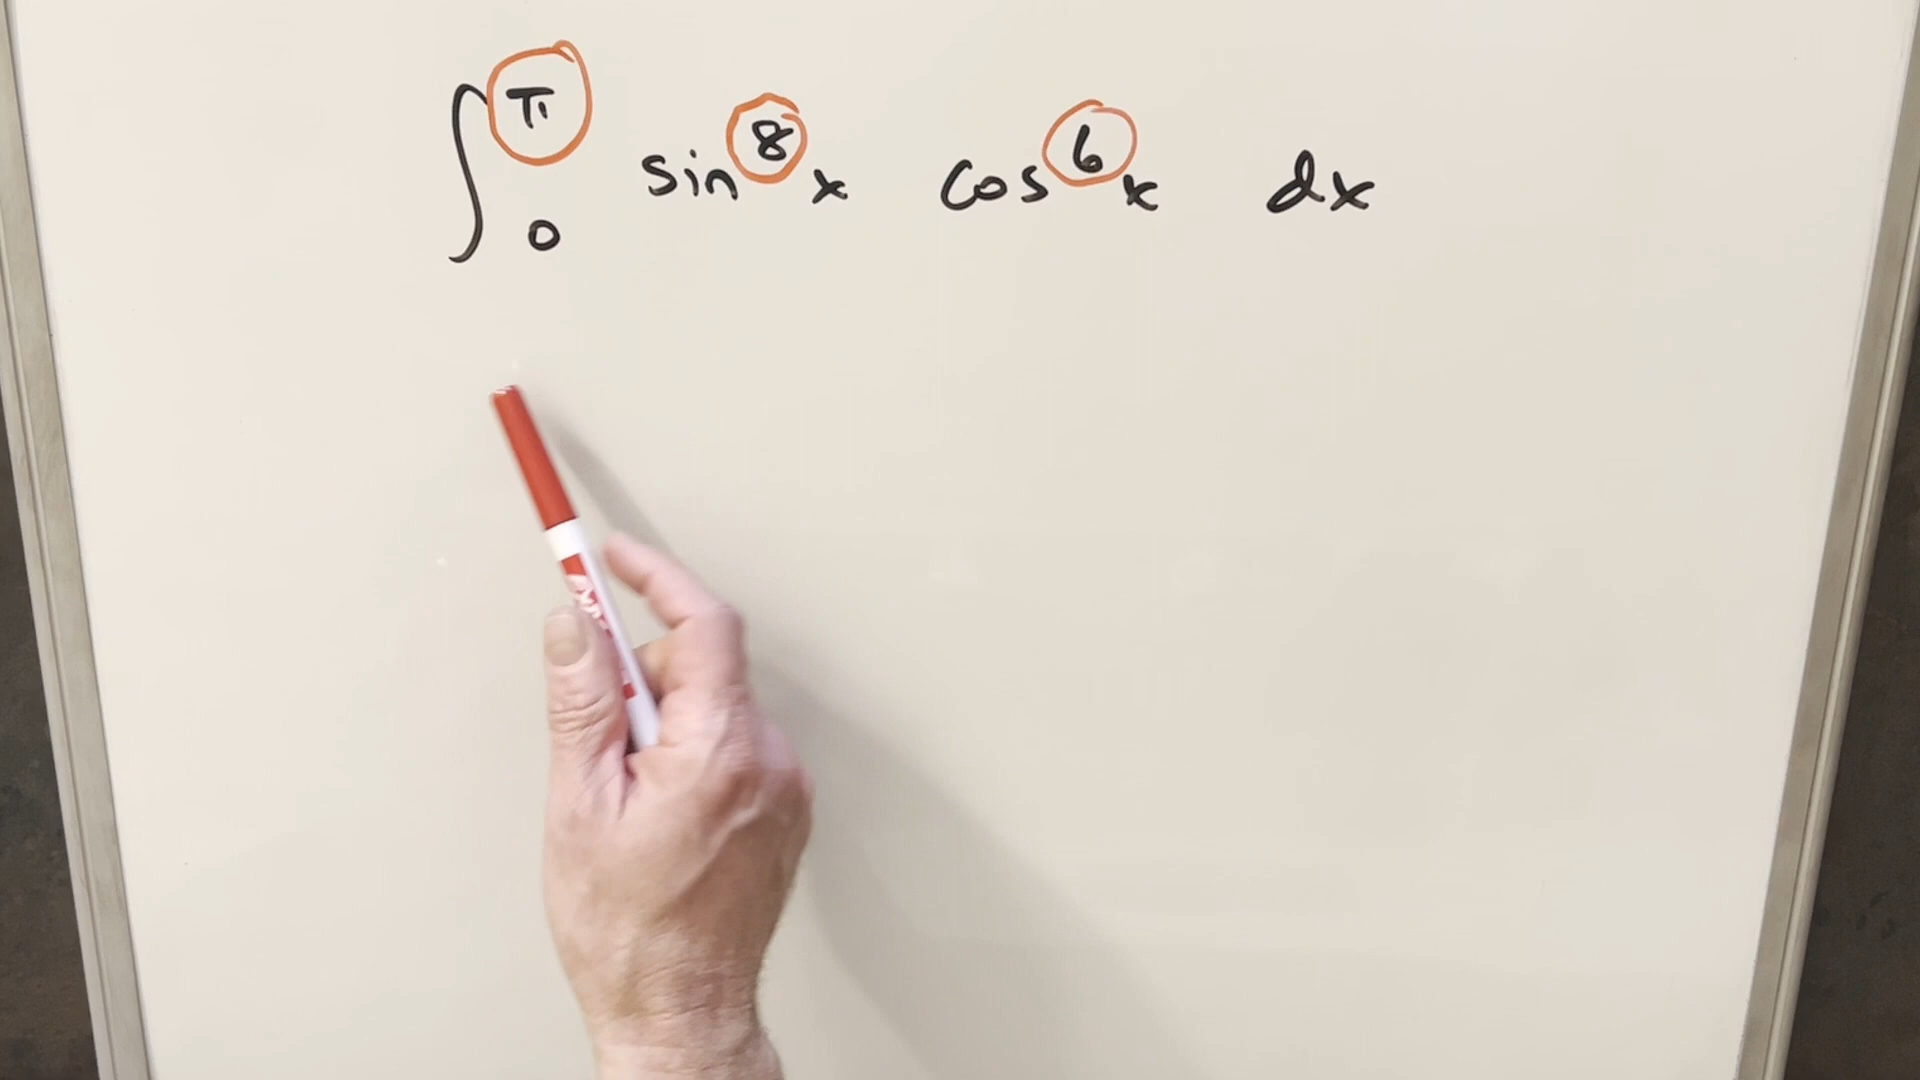 ∫₀^π sin⁸x cos⁶x dx